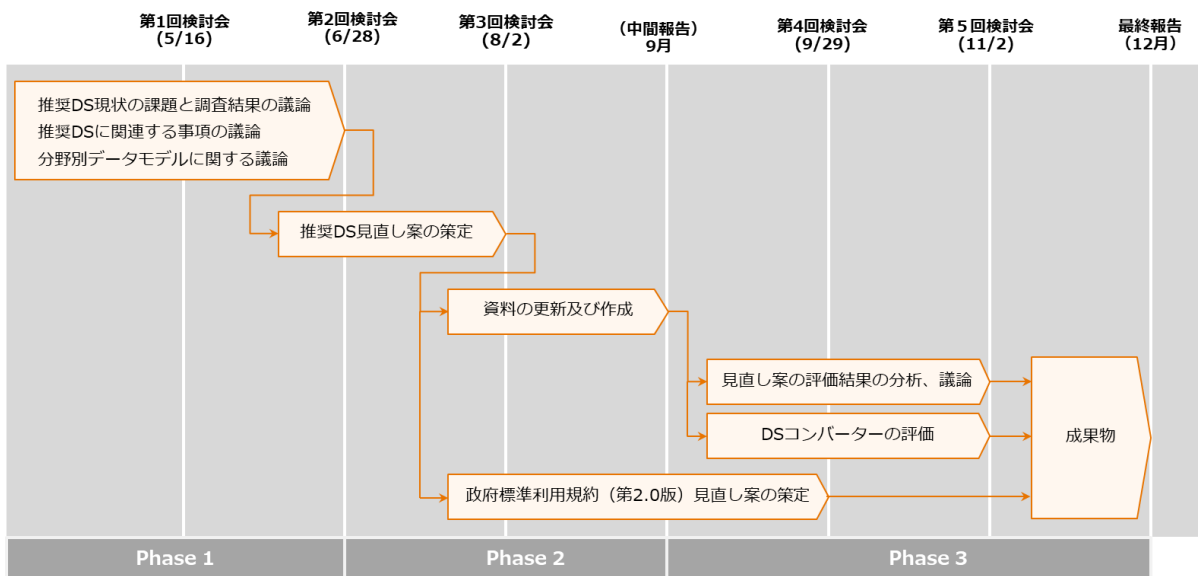 第1回検討会
(5/16)
第2回検討会
(6/28)
第3回検討会
(8/2)
(中間報告)
9月
第4回検討会
(9/29)
第５回検討会
(11/2)
最終報告
(12月)
推奨DS現状の課題と調査結果の議論
推奨DSに関連する事項の議論
分野別データモデルに関する議論
推奨DS見直し案の策定
資料の更新及び作成
見直し案の評価結果の分析、議論
DSコンバーターの評価
成果物
政府標準利用規約（第2.0版）見直し案の策定
Phase 1
Phase 2
Phase 3